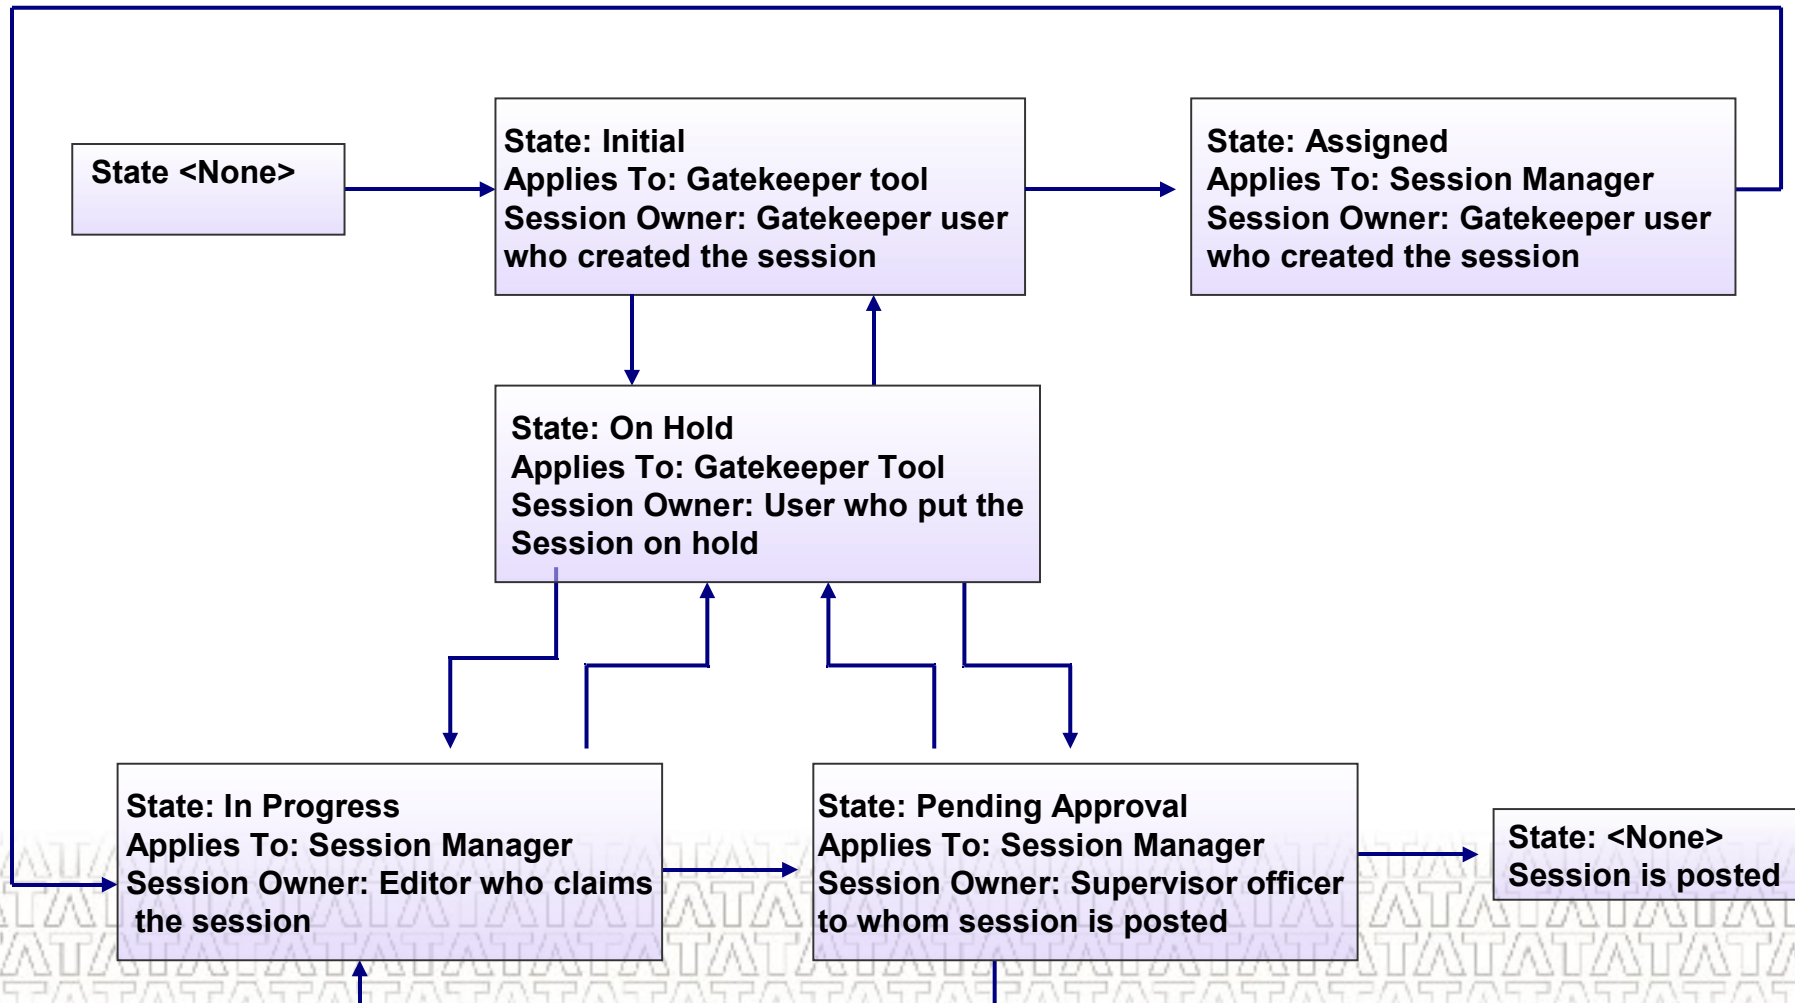 State <None>
State: Initial
Applies To: Gatekeeper tool
Session Owner: Gatekeeper user
who created the session
State: Assigned
Applies To: Session Manager
Session Owner: Gatekeeper user
who created the session
State: On Hold
Applies To: Gatekeeper Tool
Session Owner: User who put the
Session on hold
State: In Progress
Applies To: Session Manager
Session Owner: Editor who claims
the session
State: Pending Approval
Applies To: Session Manager
Session Owner: Supervisor officer
to whom session is posted
State: <None>
Session is posted